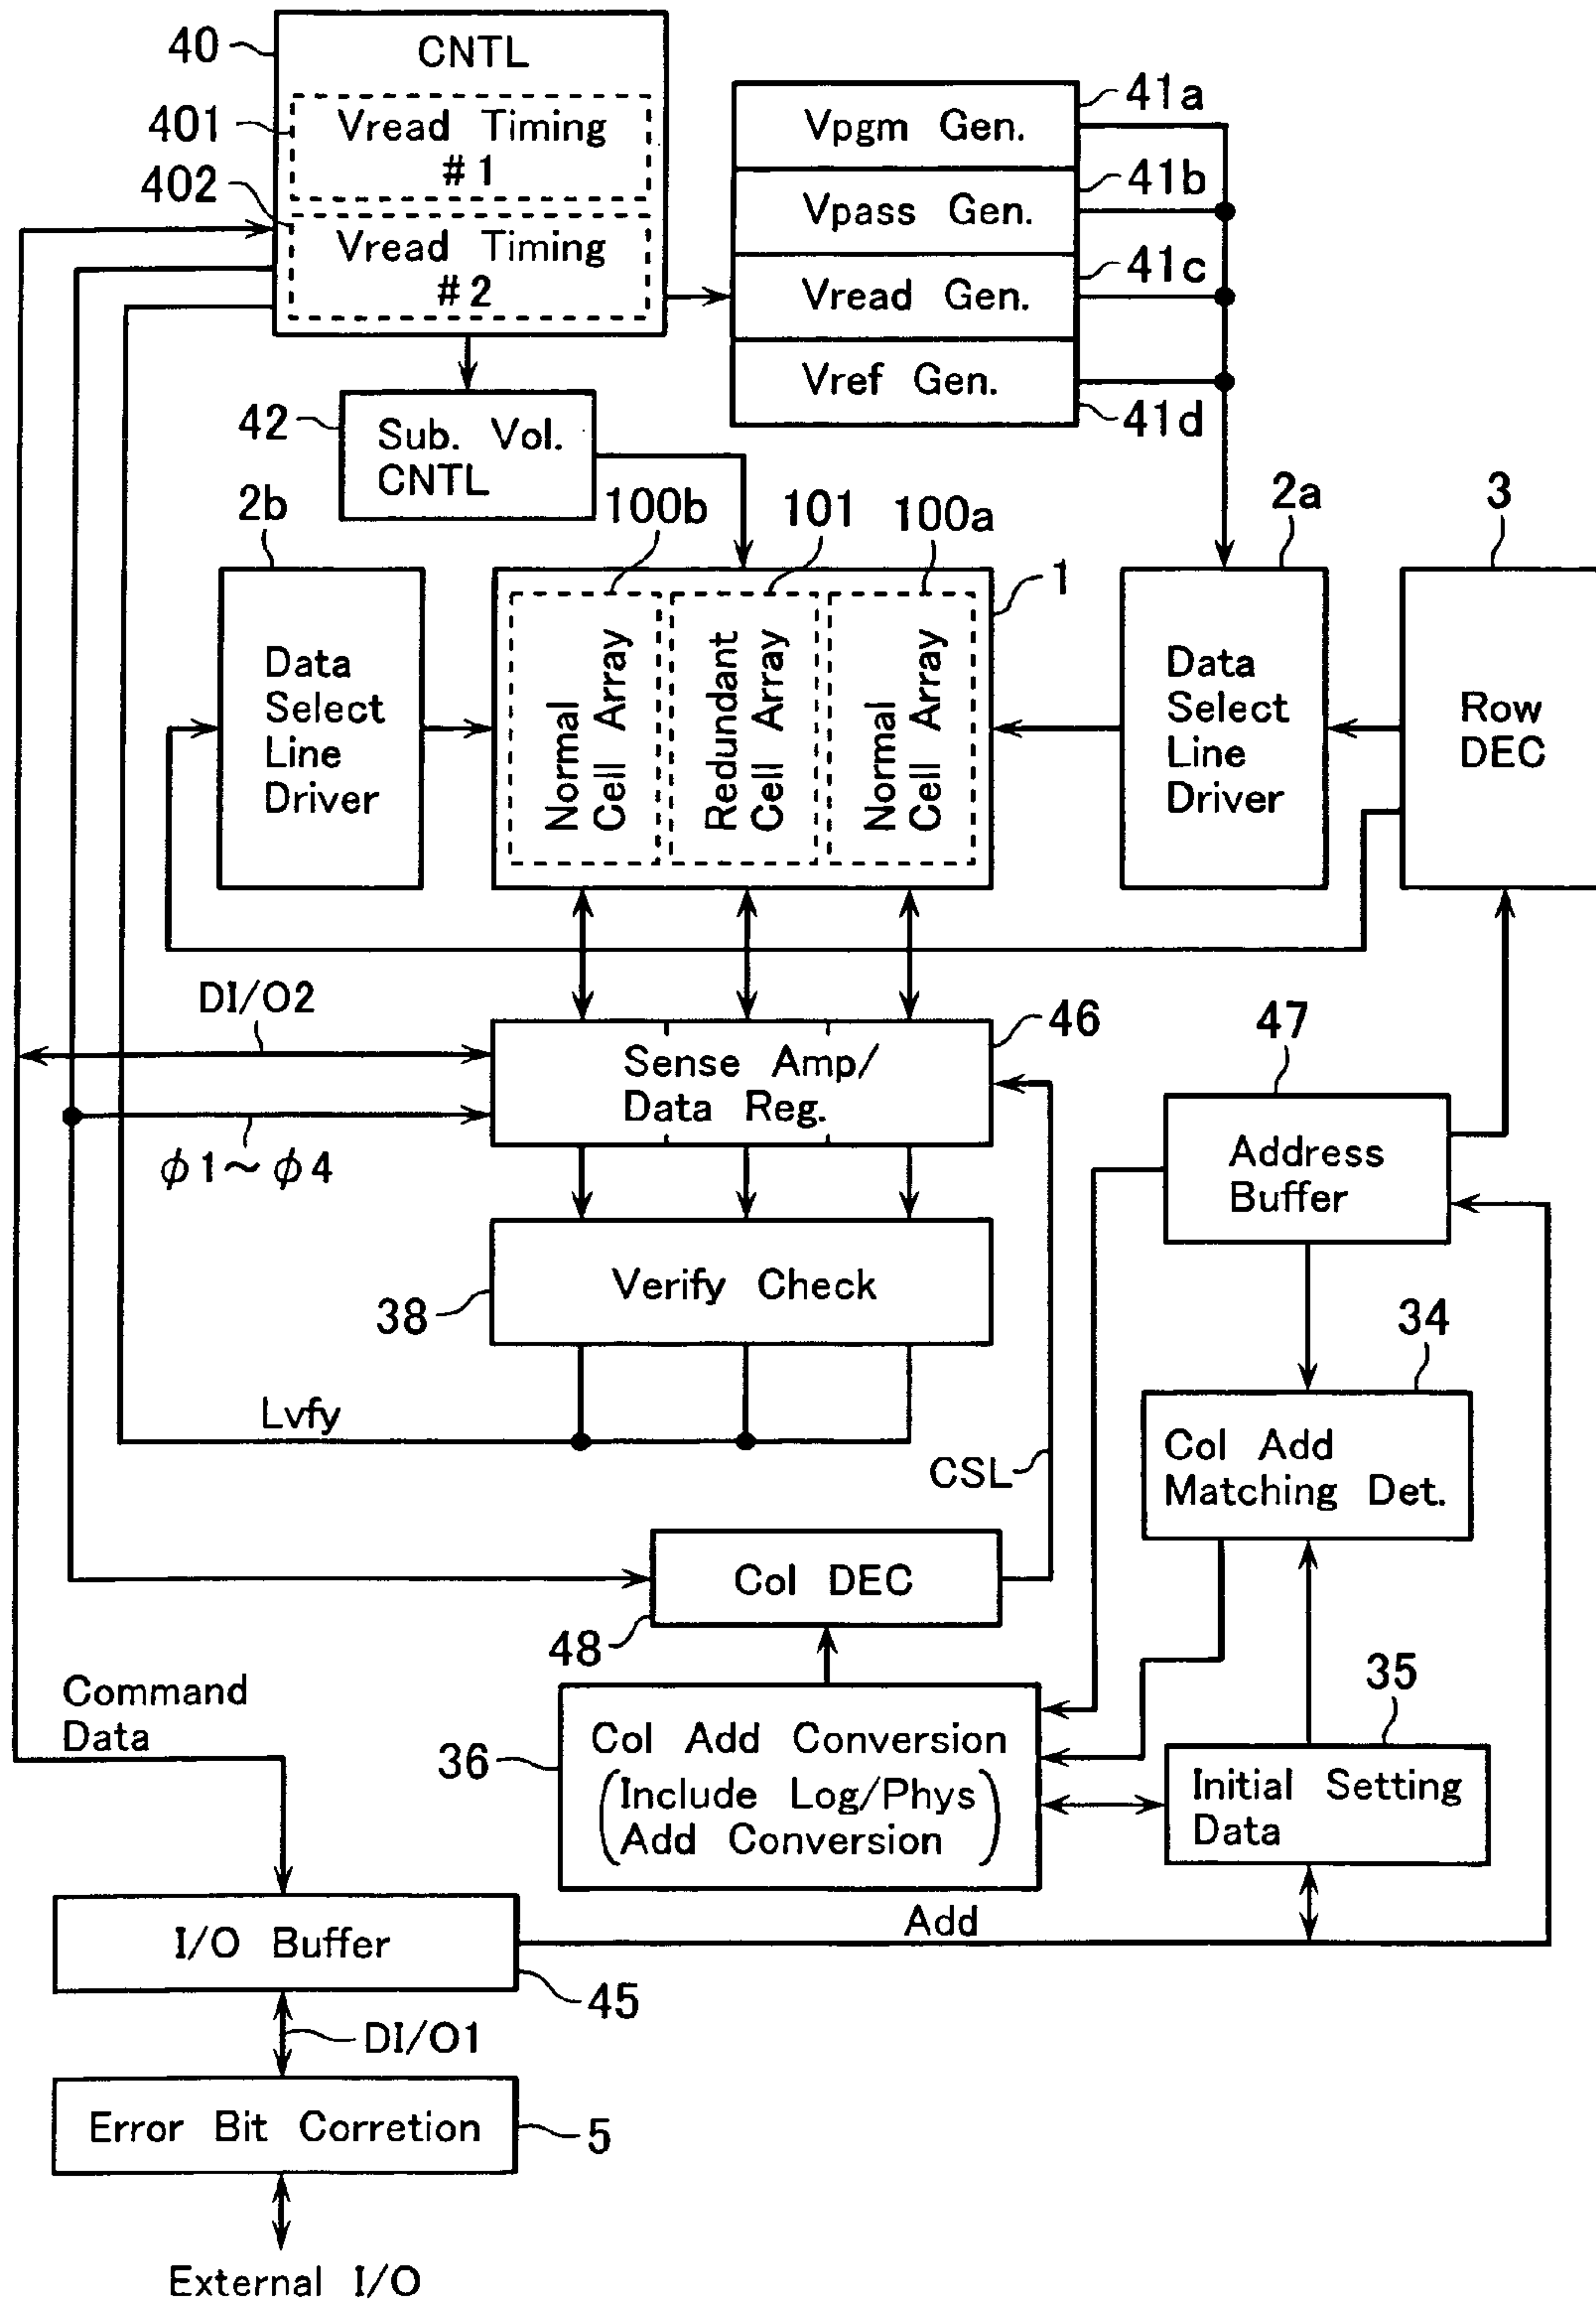 40
CNTL
401
Vread Timing
#1
402
Vread Timing
#2
Vpgm Gen.
41a
Vpass Gen.
41b
Vread Gen.
41c
Vref Gen.
41d
42
Sub. Vol.
CNTL
2b
100b
101
100a
1
2a
3
Data
Select
Line
Driver
Normal
Cell Array
Redundant
Cell Array
Normal
Cell Array
Data
Select
Line
Driver
Row
DEC
DI/O2
46
Sense Amp/
Data Reg.
ϕ1~ϕ4
47
Address
Buffer
Verify Check
38
34
Lvfy
CSL
Col Add
Matching Det.
Col DEC
48
35
Command
Data
36
Col Add Conversion
(Include Log/Phys
Add Conversion)
Initial Setting
Data
Add
I/O Buffer
45
DI/O1
Error Bit Corretion
5
External I/O